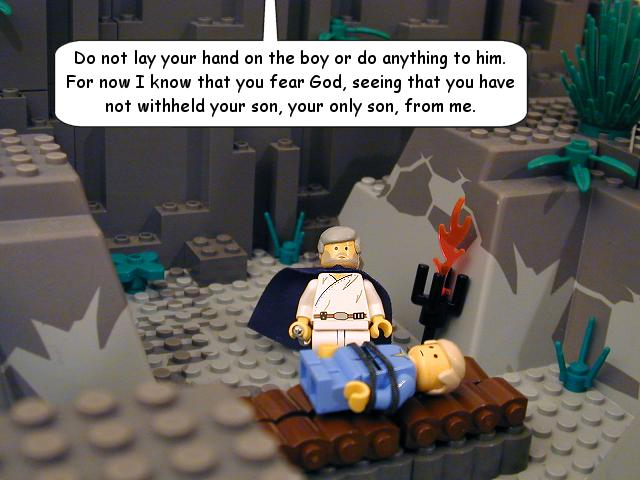 Do not lay your hand on the boy or do anything to him.
For now I know that you fear God, seeing that you have
not withheld your son, your only son, from me.